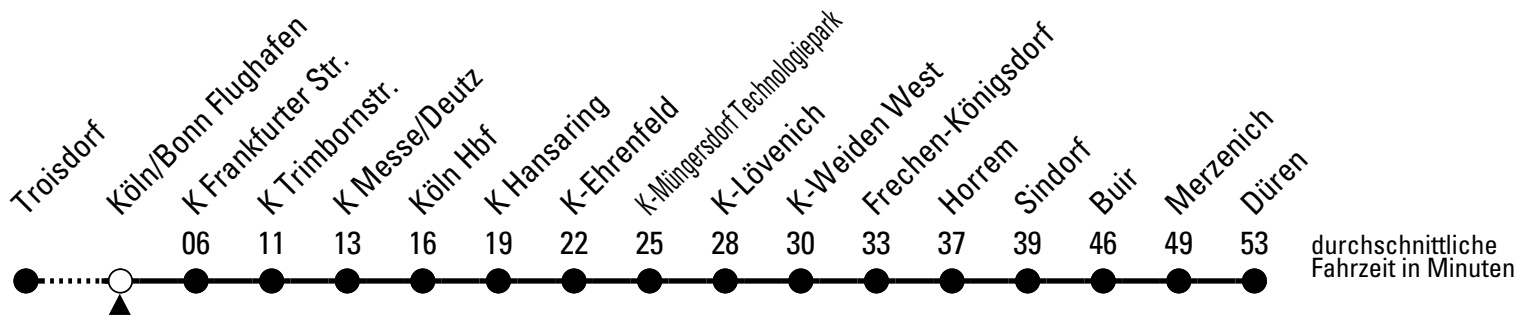 Troisdorf
Köln/Bonn Flughafen
K Frankfurter Str.
K Trimbornstr.
K Messe/Deutz
Köln Hbf
K Hansaring
K-Ehrenfeld
K-Müngersdorf Technologiepark
K-Lövenich
K-Weiden West
Frechen-Königsdorf
Horrem
Sindorf
Buir
Merzenich
Düren
06 11 13 16 19 22 25 28 30 33 37 39 46 49 53
durchschnittliche
Fahrzeit in Minuten